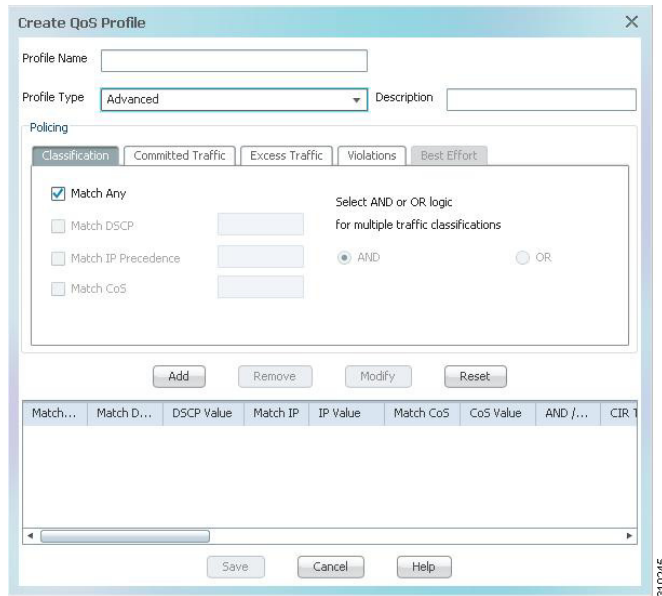 Create QoS Profile
Profile Name
Profile Type Advanced Description
Policing
Classification Committed Traffic Excess Traffic Violations Best Effort
Match Any
Select AND or OR logic
Match DSCP for multiple traffic classifications
Match IP Precedence AND OR
Match CoS
Add Remove Modify Reset
Match... Match D... DSCP Value Match IP IP Value Match CoS CoS Value AND /... CIR
Save Cancel Help